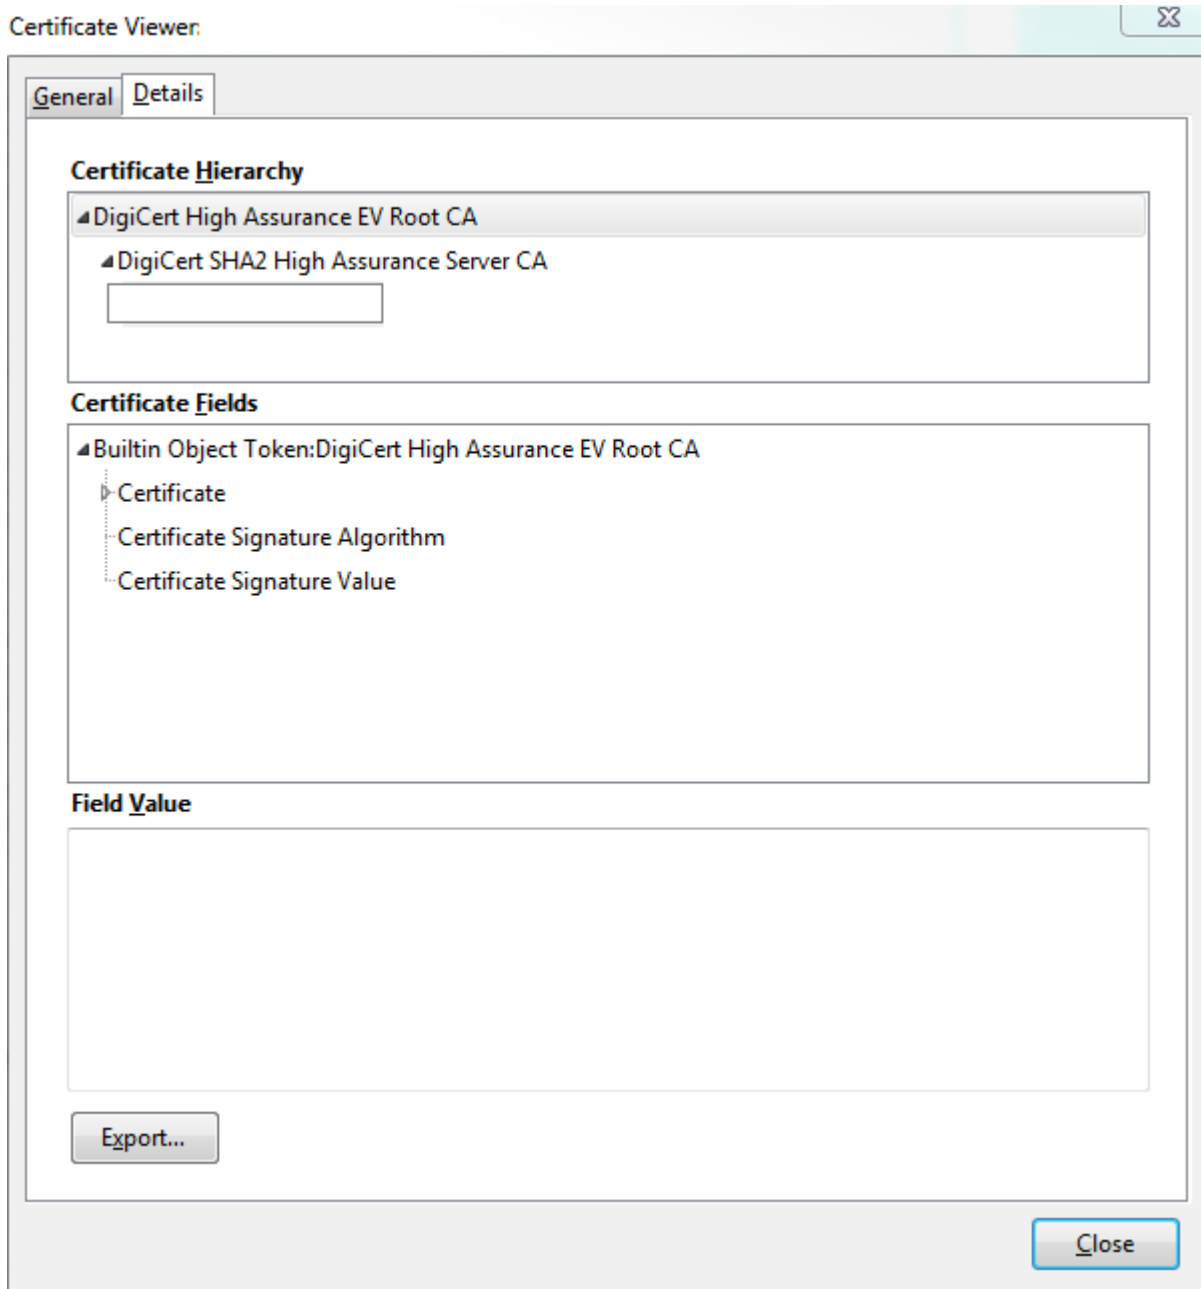 Certificate Viewer:
General Details
Certificate Hierarchy
DigiCert High Assurance EV Root CA
DigiCert SHA2 High Assurance Server CA
Certificate Fields
Builtin Object Token:DigiCert High Assurance EV Root CA
Certificate
Certificate Signature Algorithm
Certificate Signature Value
Field Value
Export...
Close